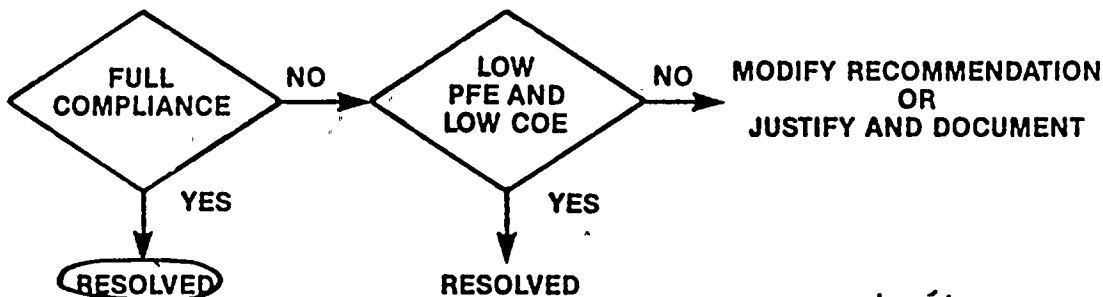 FULL
COMPLIANCE
NO
LOW
PFE AND
LOW COE
NO
MODIFY RECOMMENDATION
OR
JUSTIFY AND DOCUMENT
YES
YES
RESOLVED
RESOLVED